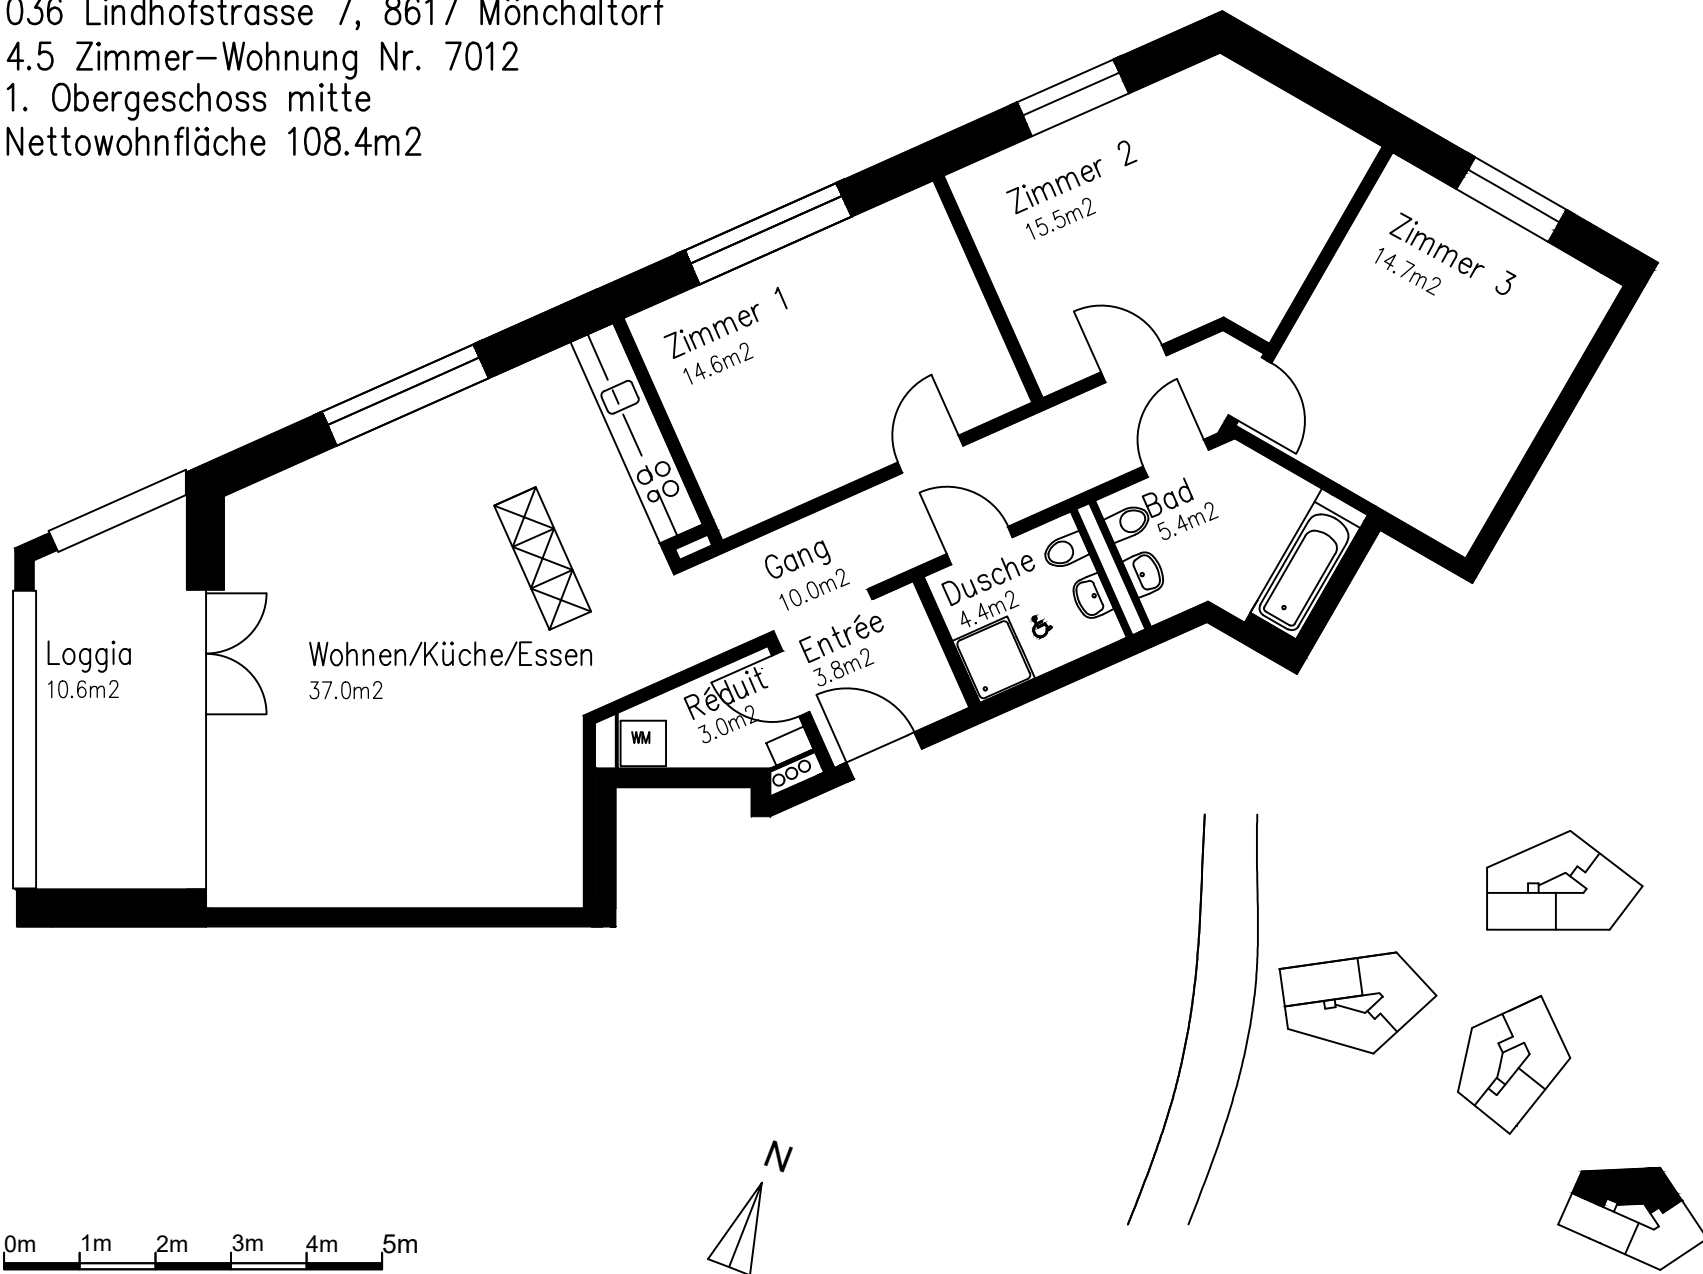 036 Lindhofstrasse 7, 8617 Mönchaltorf
4.5 Zimmer-Wohnung Nr. 7012
1. Obergeschoss mitte
Nettowohnfläche 108.4m2
Zimmer 2
15.5m2
Zimmer 3
14.7m2
Zimmer 1
14.6m2
Bad
5.4m2
Gang
10.0m2
Dusche
4.4m2
Entrée
3.8m2
Loggia
10.6m2
Wohnen/Küche/Essen
37.0m2
Réduit
3.0m2
WM
N
0m 1m 2m 3m 4m 5m